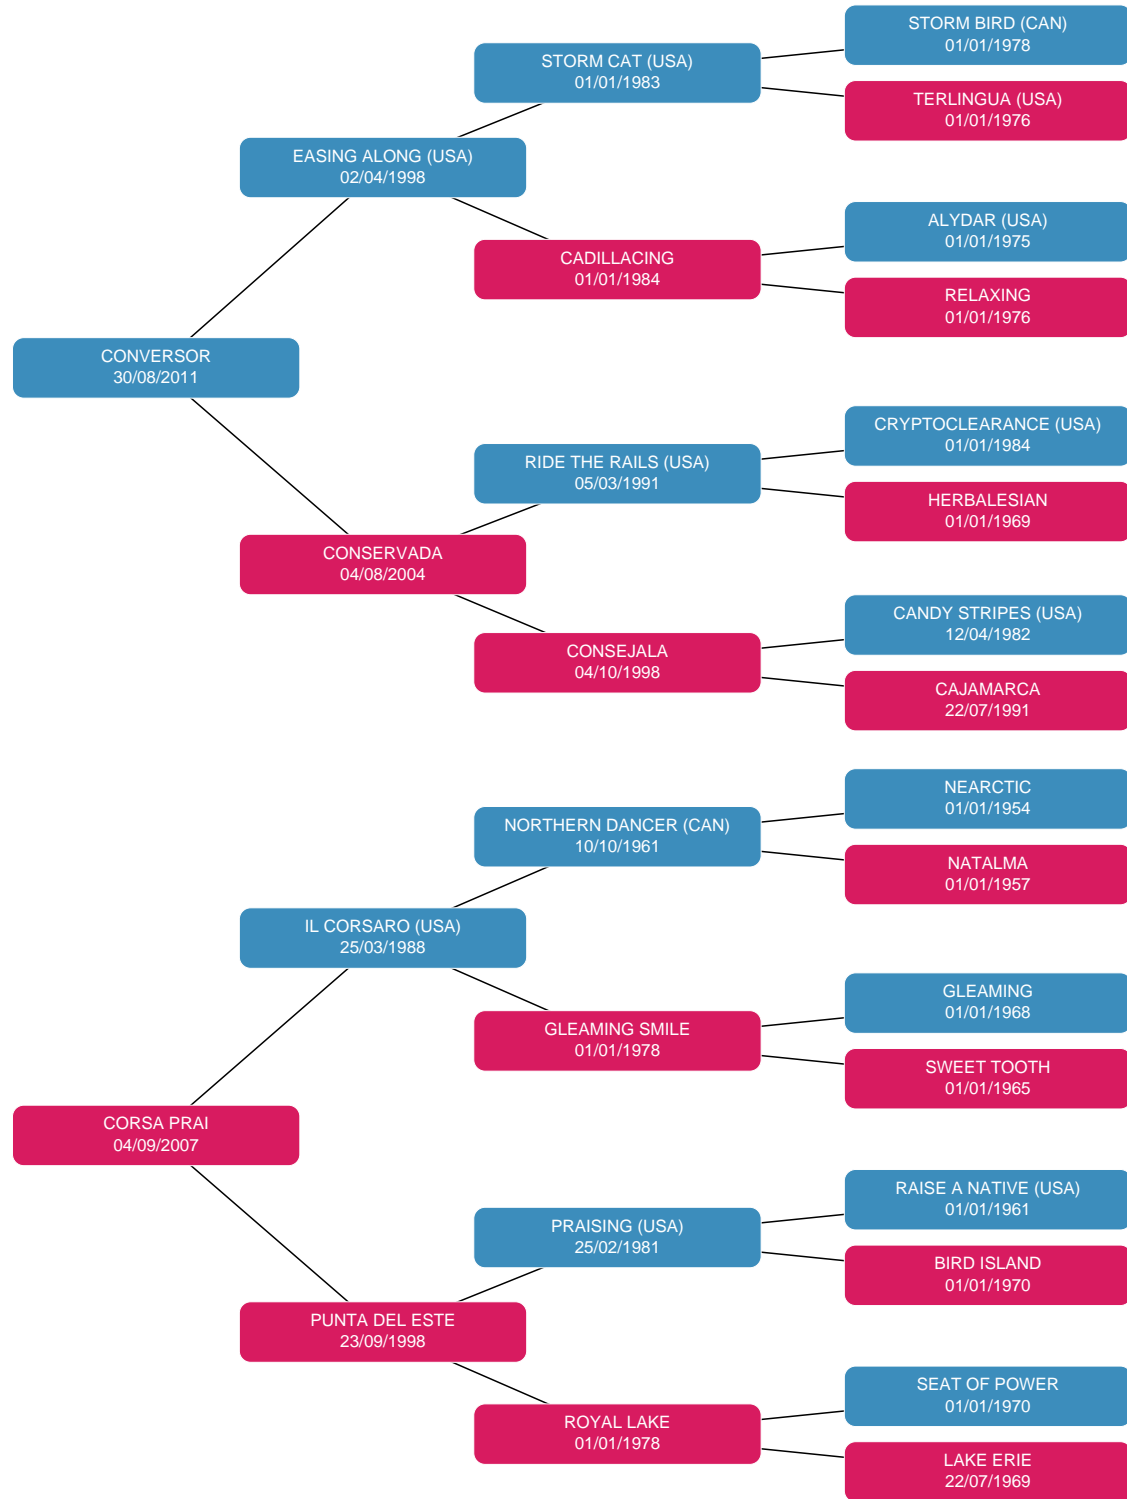 STORM BIRD (CAN)
01/01/1978
STORM CAT (USA)
01/01/1983
TERLINGUA (USA)
01/01/1976
EASING ALONG (USA)
02/04/1998
ALYDAR (USA)
01/01/1975
CADILLACING
01/01/1984
RELAXING
01/01/1976
CONVERSOR
30/08/2011
CRYPTOCLEARANCE (USA)
01/01/1984
RIDE THE RAILS (USA)
05/03/1991
HERBALESIAN
01/01/1969
CONSERVADA
04/08/2004
CANDY STRIPES (USA)
12/04/1982
CONSEJALA
04/10/1998
CAJAMARCA
22/07/1991
NEARCTIC
01/01/1954
NORTHERN DANCER (CAN)
10/10/1961
NATALMA
01/01/1957
IL CORSARO (USA)
25/03/1988
GLEAMING
01/01/1968
GLEAMING SMILE
01/01/1978
SWEET TOOTH
01/01/1965
CORSA PRAI
04/09/2007
RAISE A NATIVE (USA)
01/01/1961
PRAISING (USA)
25/02/1981
BIRD ISLAND
01/01/1970
PUNTA DEL ESTE
23/09/1998
SEAT OF POWER
01/01/1970
ROYAL LAKE
01/01/1978
LAKE ERIE
22/07/1969